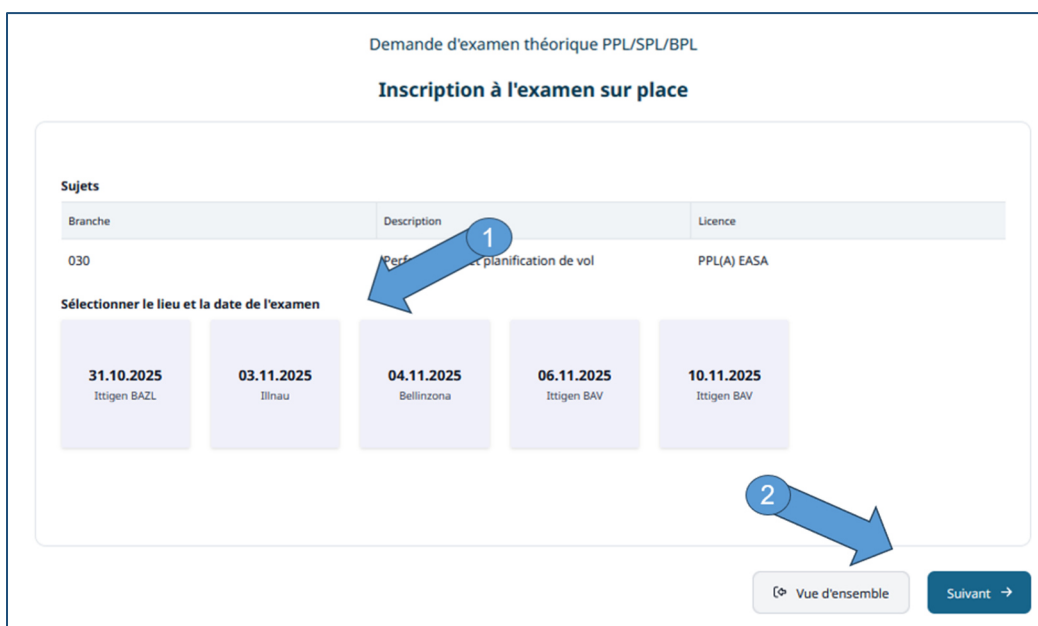 Demande d'examen théorique PPL/SPL/BPL
Inscription à l'examen sur place
Sujets
Branche Description Licence
1
030 planification de vol PPL(A) EASA
Sélectionner le lieu et la date de l'examen
31.10.2025 03.11.2025 04.11.2025 06.11.2025 10.11.2025
Ittigen BAZL Illnau Bellinzona Ittigen BAV Ittigen BAV
2
Vue d'ensemble Suivant